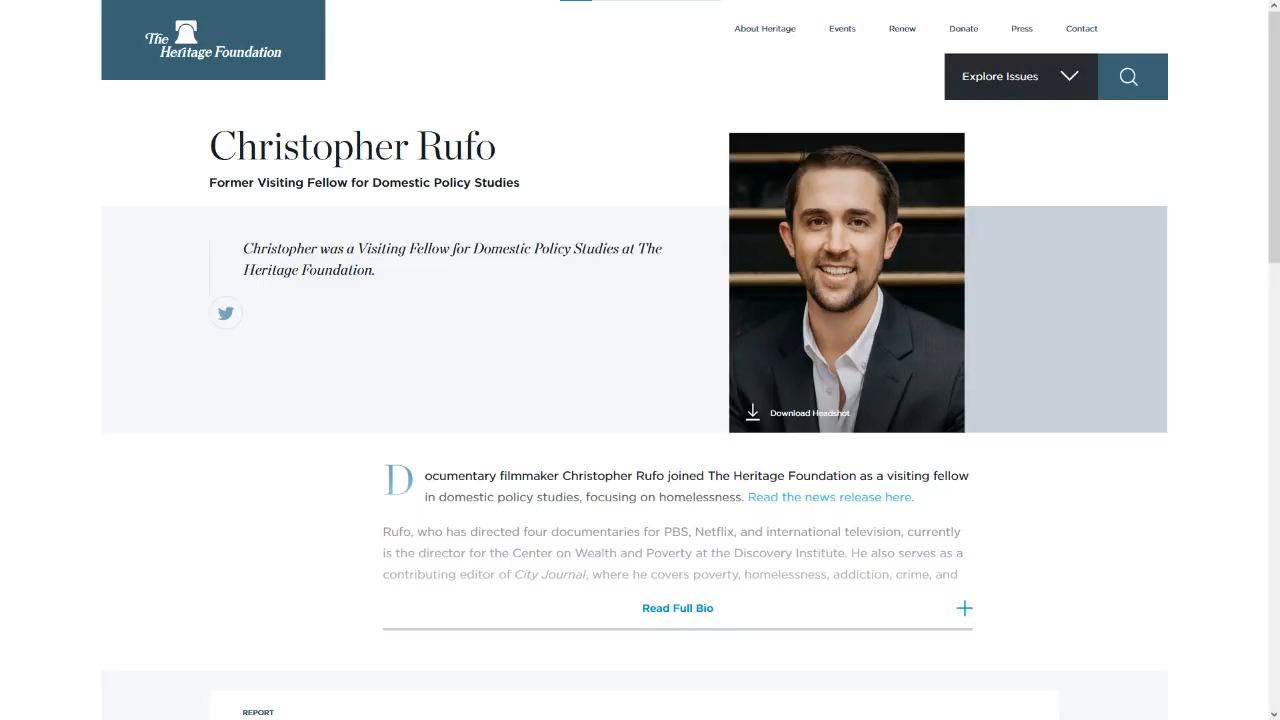 The
Heritage Foundation
About Heritage
Events
Renew
Donate
Press
Contact
Explore Issues
Christopher Rufo
Former Visiting Fellow for Domestic Policy Studies
Christopher was a Visiting Fellow for Domestic Policy Studies at The
Heritage Foundation.
Download Headshot
Documentary filmmaker Christopher Rufo joined The Heritage Foundation as a visiting fellow
in domestic policy studies, focusing on homelessness. Read the news release here.
Rufo, who has directed four documentaries for PBS, Netflix, and international television, currently
is the director for the Center on Wealth and Poverty at the Discovery Institute. He also serves as a
contributing editor of City Journal, where he covers poverty, homelessness, addiction, crime, and
Read Full Bio
REPORT